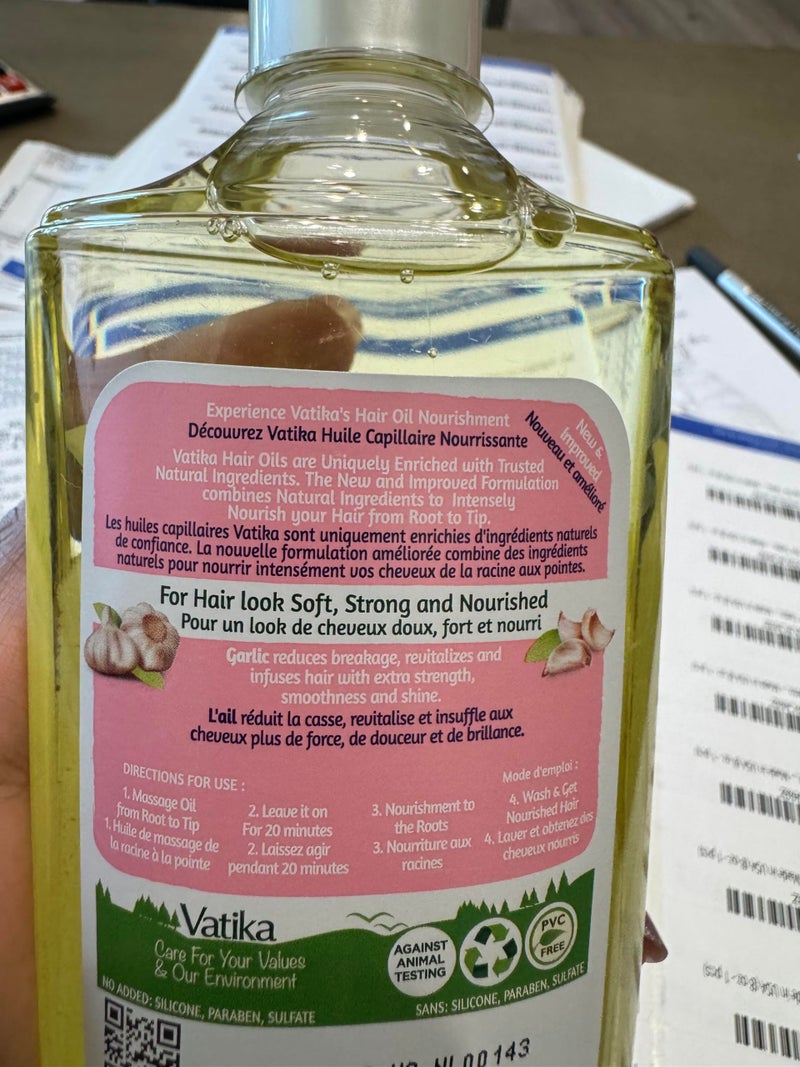 Experience Vatika's Hair Oil Nourishment
Découvrez Vatika Huile Capillaire Nourrissante
New &
Improved
Nouveau et amélioré
Vatika Hair Oils are Uniquely Enriched with Trusted
Natural Ingredients. The New and Improved Formulation
combines Natural Ingredients to Intensely
Nourish your Hair from Root to Tip.
Les huiles capillaires Vatika sont uniquement enrichies d'ingrédients naturels
de confiance. La nouvelle formulation améliorée combine des ingrédients
naturels pour nourrir intensément vos cheveux de la racine aux pointes.
For Hair look Soft, Strong and Nourished
Pour un look de cheveux doux, fort et nourri
Garlic reduces breakage, revitalizes and
infuses hair with extra strength,
smoothness and shine.
L'ail réduit la casse, revitalise et insuffle aux
cheveux plus de force, de douceur et de brillance.
DIRECTIONS FOR USE :
Mode d'emploi :
1. Massage Oil
from Root to Tip
1. Huile de massage de
la racine à la pointe
2. Leave it on
For 20 minutes
2. Laissez agir
pendant 20 minutes
3. Nourishment to
the Roots
3. Nourriture aux
racines
4. Wash & Get
Nourished Hair
4. Laver et obtenez des
cheveux nourris
Vatika
Care For Your Values
& Our Environment
AGAINST
ANIMAL
TESTING
PVC
FREE
NO ADDED: SILICONE, PARABEN, SULFATE
SANS: SILICONE, PARABEN, SULFATE
NL00143